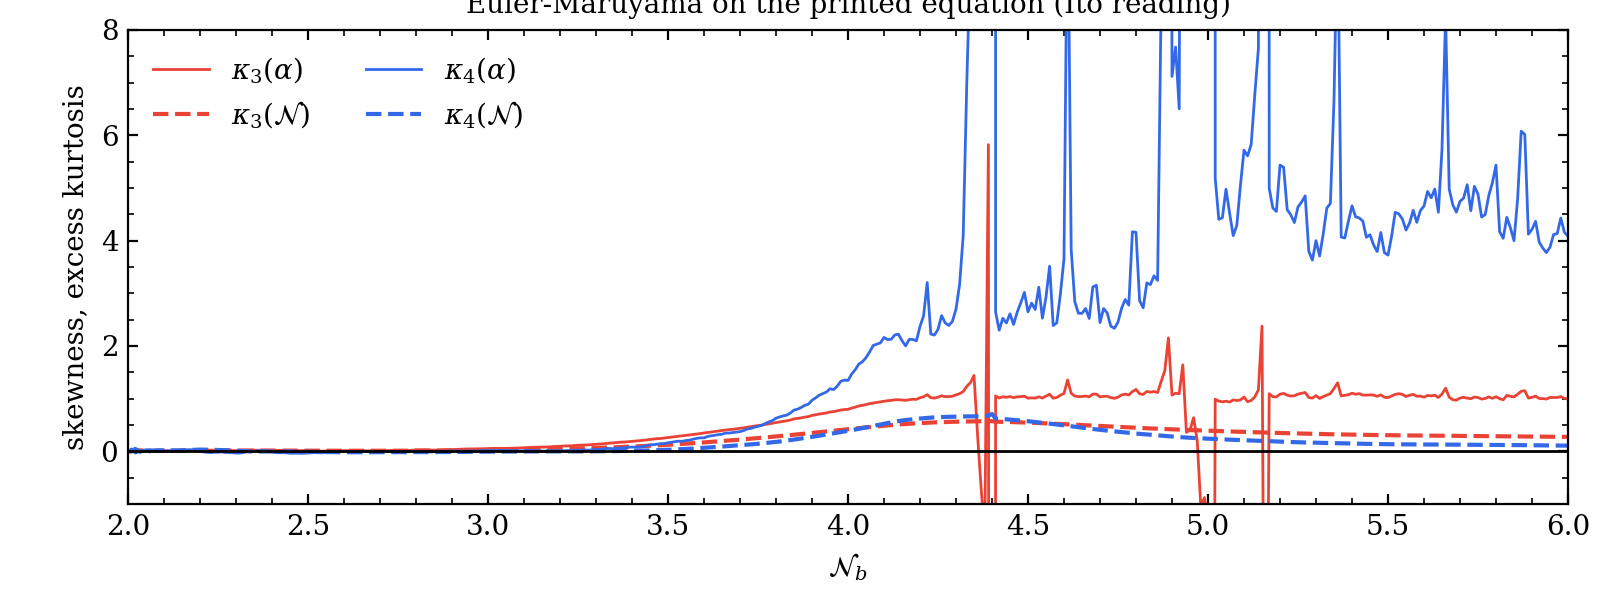 Euler-Maruyama on the printed equation (Ito reading)
8
6
4
2
0
κ₃(α)
κ₃(𝒩)
κ₄(α)
κ₄(𝒩)
skewness, excess kurtosis
2.0 2.5 3.0 3.5 4.0 4.5 5.0 5.5 6.0
𝒩_b